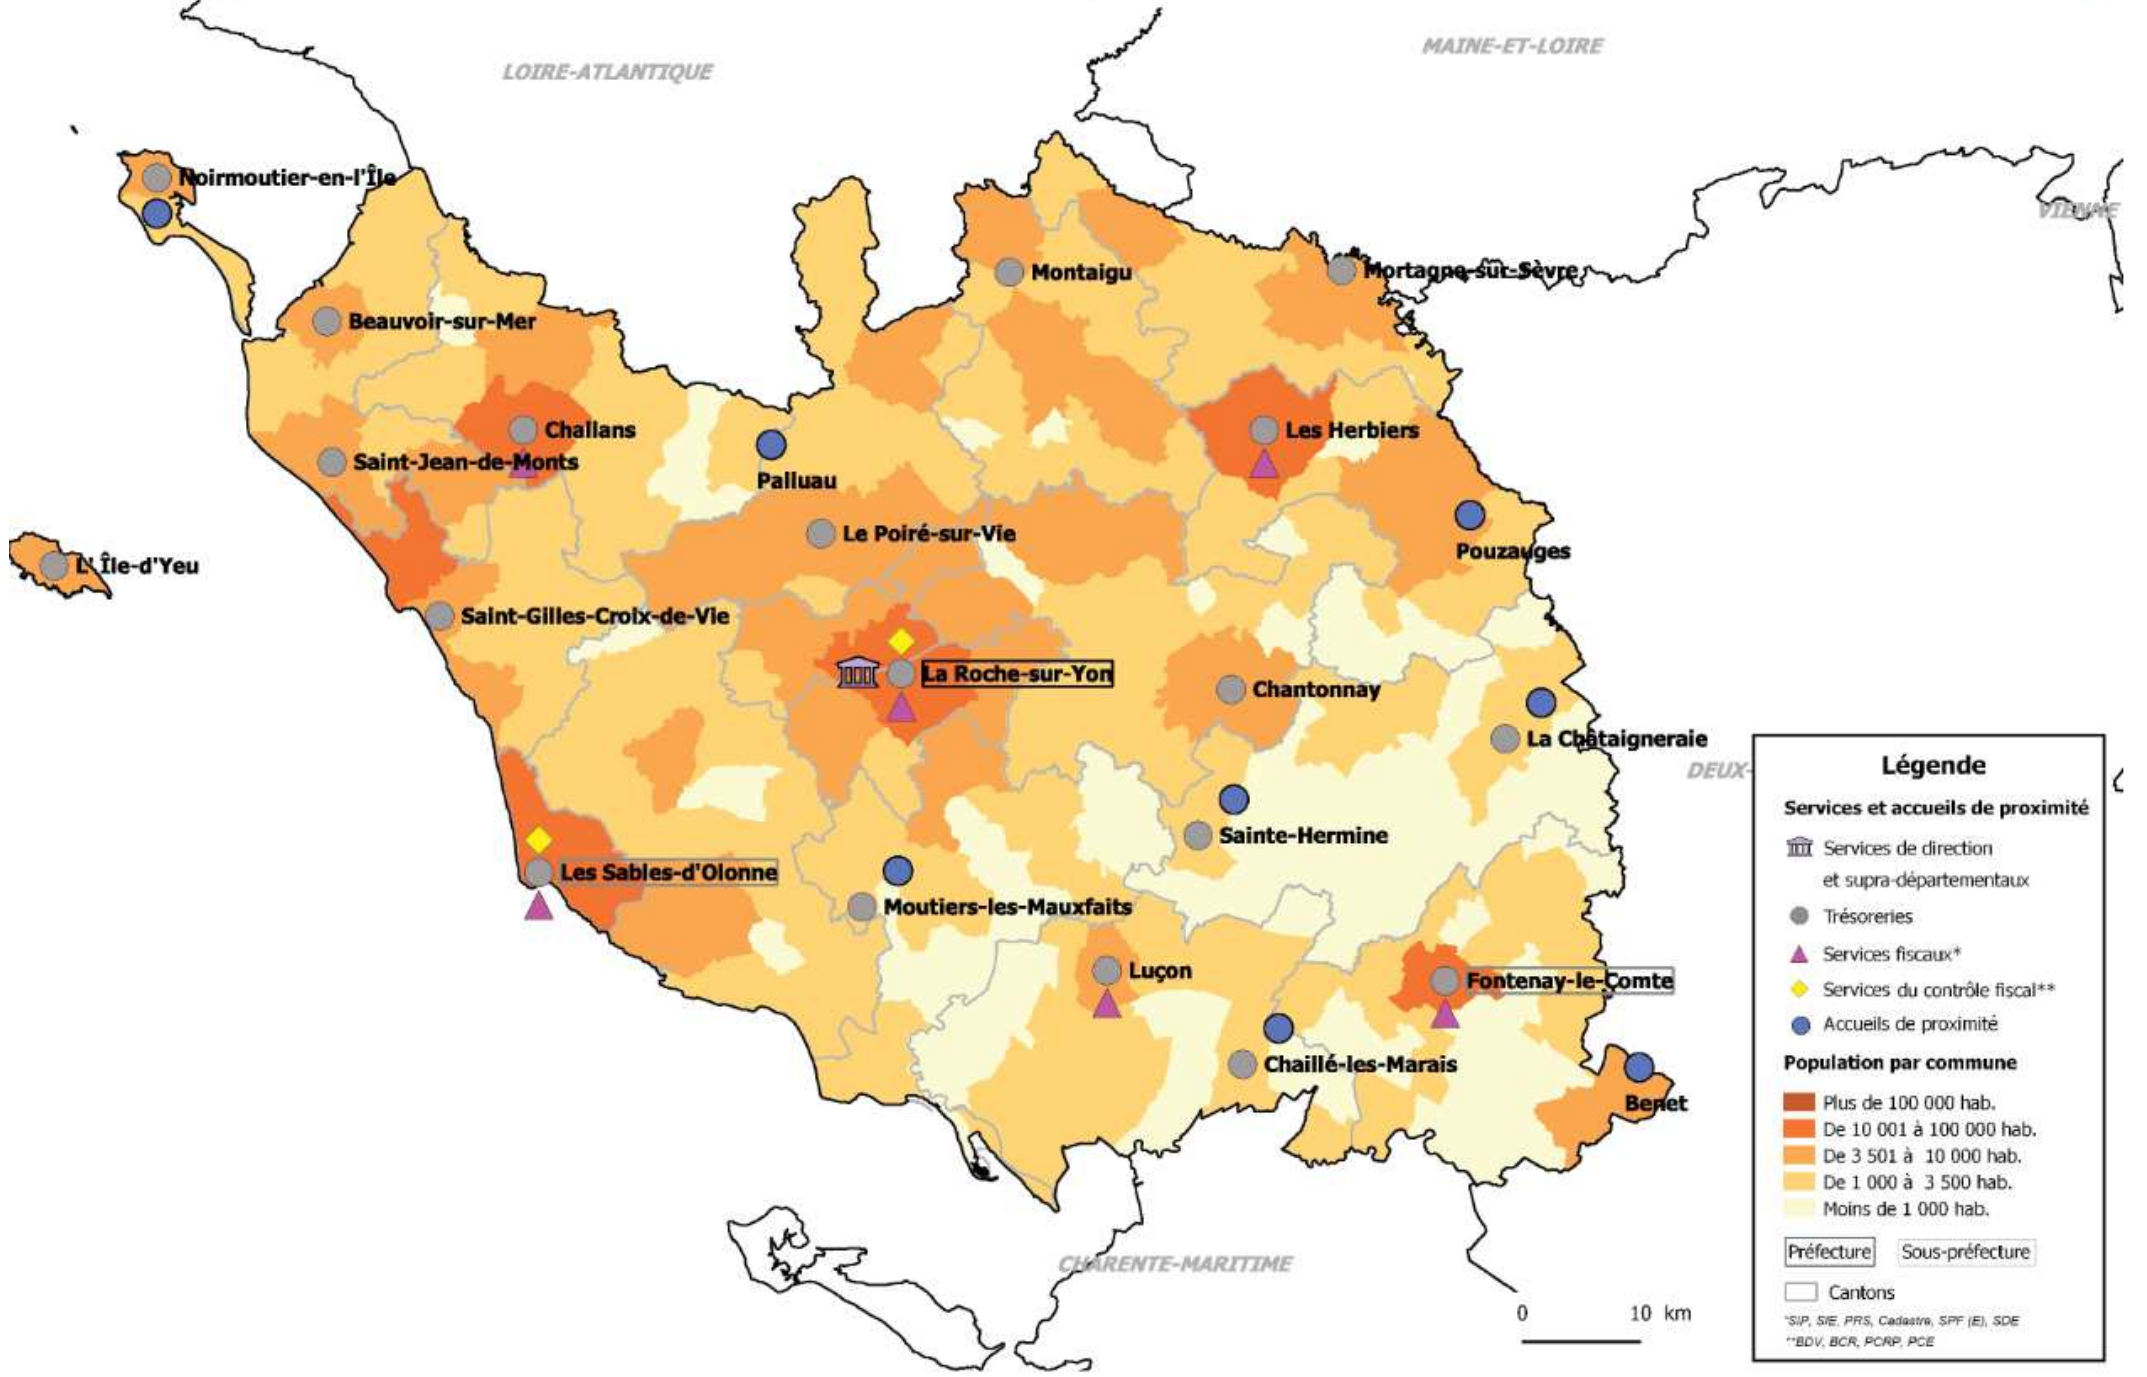 MAINE-ET-LOIRE
LOIRE-ATLANTIQUE
Noirmoutier-en-l'Île
VIENNE
Montaigu
Mortagne-sur-Sèvre
Beauvoir-sur-Mer
Challans
Les Herbiers
Saint-Jean-de-Monts
Palluau
Le Poiré-sur-Vie
Pouzauges
L'Île-d'Yeu
Saint-Gilles-Croix-de-Vie
La Roche-sur-Yon
Chantonnay
La Châtaigneraie
DEUX-
Sainte-Hermine
Les Sables-d'Olonne
Moutiers-les-Mauxfaits
Luçon
Fontenay-le-Comte
Chaillé-les-Marais
Benet
CHARENTE-MARITIME
0 10 km
Légende
Services et accueils de proximité
Services de direction
et supra-départementaux
Trésoreries
Services fiscaux*
Services du contrôle fiscal**
Accueils de proximité
Population par commune
Plus de 100 000 hab.
De 10 001 à 100 000 hab.
De 3 501 à 10 000 hab.
De 1 000 à 3 500 hab.
Moins de 1 000 hab.
Préfecture Sous-préfecture
Cantons
*SIP, SIE, PRS, Cadastre, SPF (E), SDE
**BDV, BCR, PCRP, PCE